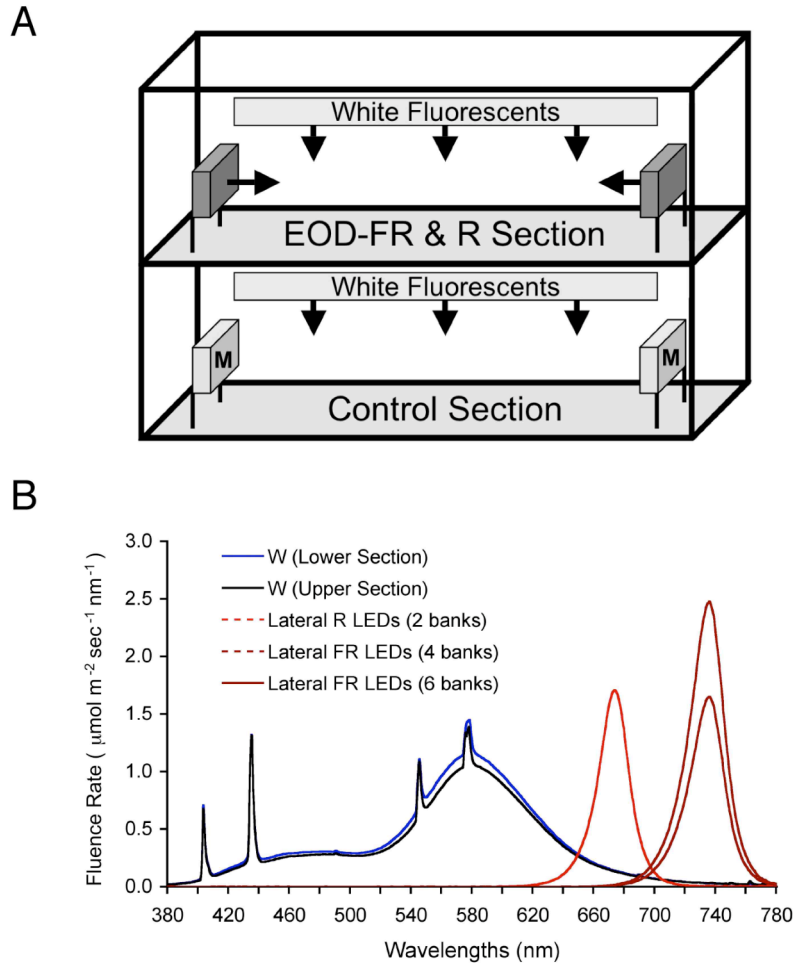 A
White Fluorescents
EOD-FR & R Section
White Fluorescents
M
M
Control Section
B
3.0
2.5
2.0
1.5
1.0
0.5
0.0
Fluence Rate ( µmol m⁻² sec⁻¹ nm⁻¹ )
W (Lower Section)
W (Upper Section)
Lateral R LEDs (2 banks)
Lateral FR LEDs (4 banks)
Lateral FR LEDs (6 banks)
380 420 460 500 540 580 620 660 700 740 780
Wavelengths (nm)